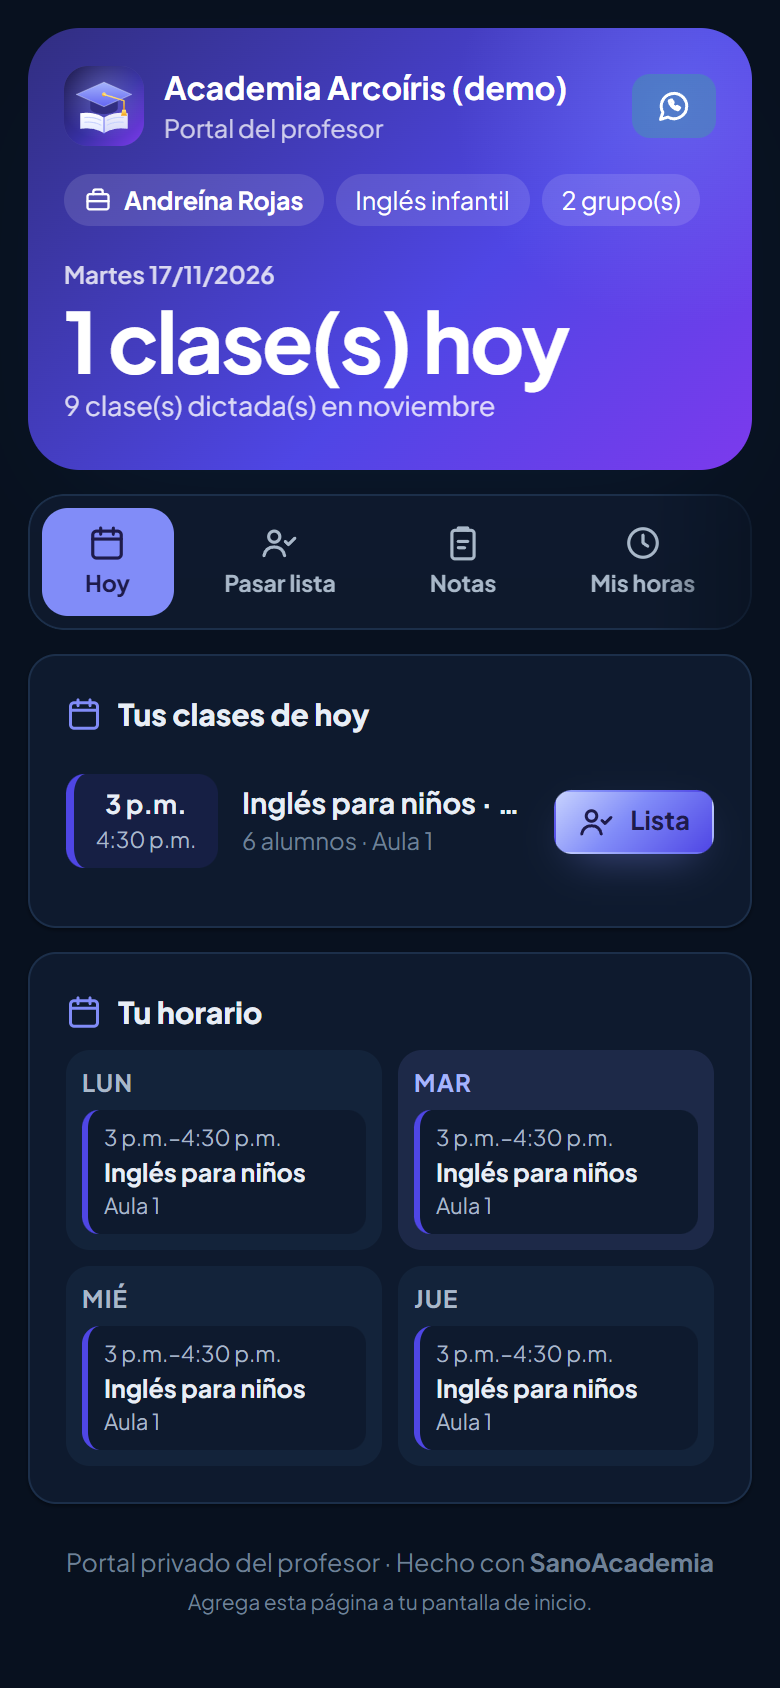 Academia Arcoíris (demo)
Portal del profesor
Andreína Rojas
Inglés infantil
2 grupo(s)
Martes 17/11/2026
1 clase(s) hoy
9 clase(s) dictada(s) en noviembre
Hoy
Pasar lista
Notas
Mis horas
Tus clases de hoy
3 p.m.
4:30 p.m.
Inglés para niños · …
6 alumnos · Aula 1
Lista
Tu horario
LUN
3 p.m.–4:30 p.m.
Inglés para niños
Aula 1
MAR
3 p.m.–4:30 p.m.
Inglés para niños
Aula 1
MIÉ
3 p.m.–4:30 p.m.
Inglés para niños
Aula 1
JUE
3 p.m.–4:30 p.m.
Inglés para niños
Aula 1
Portal privado del profesor · Hecho con SanoAcademia
Agrega esta página a tu pantalla de inicio.